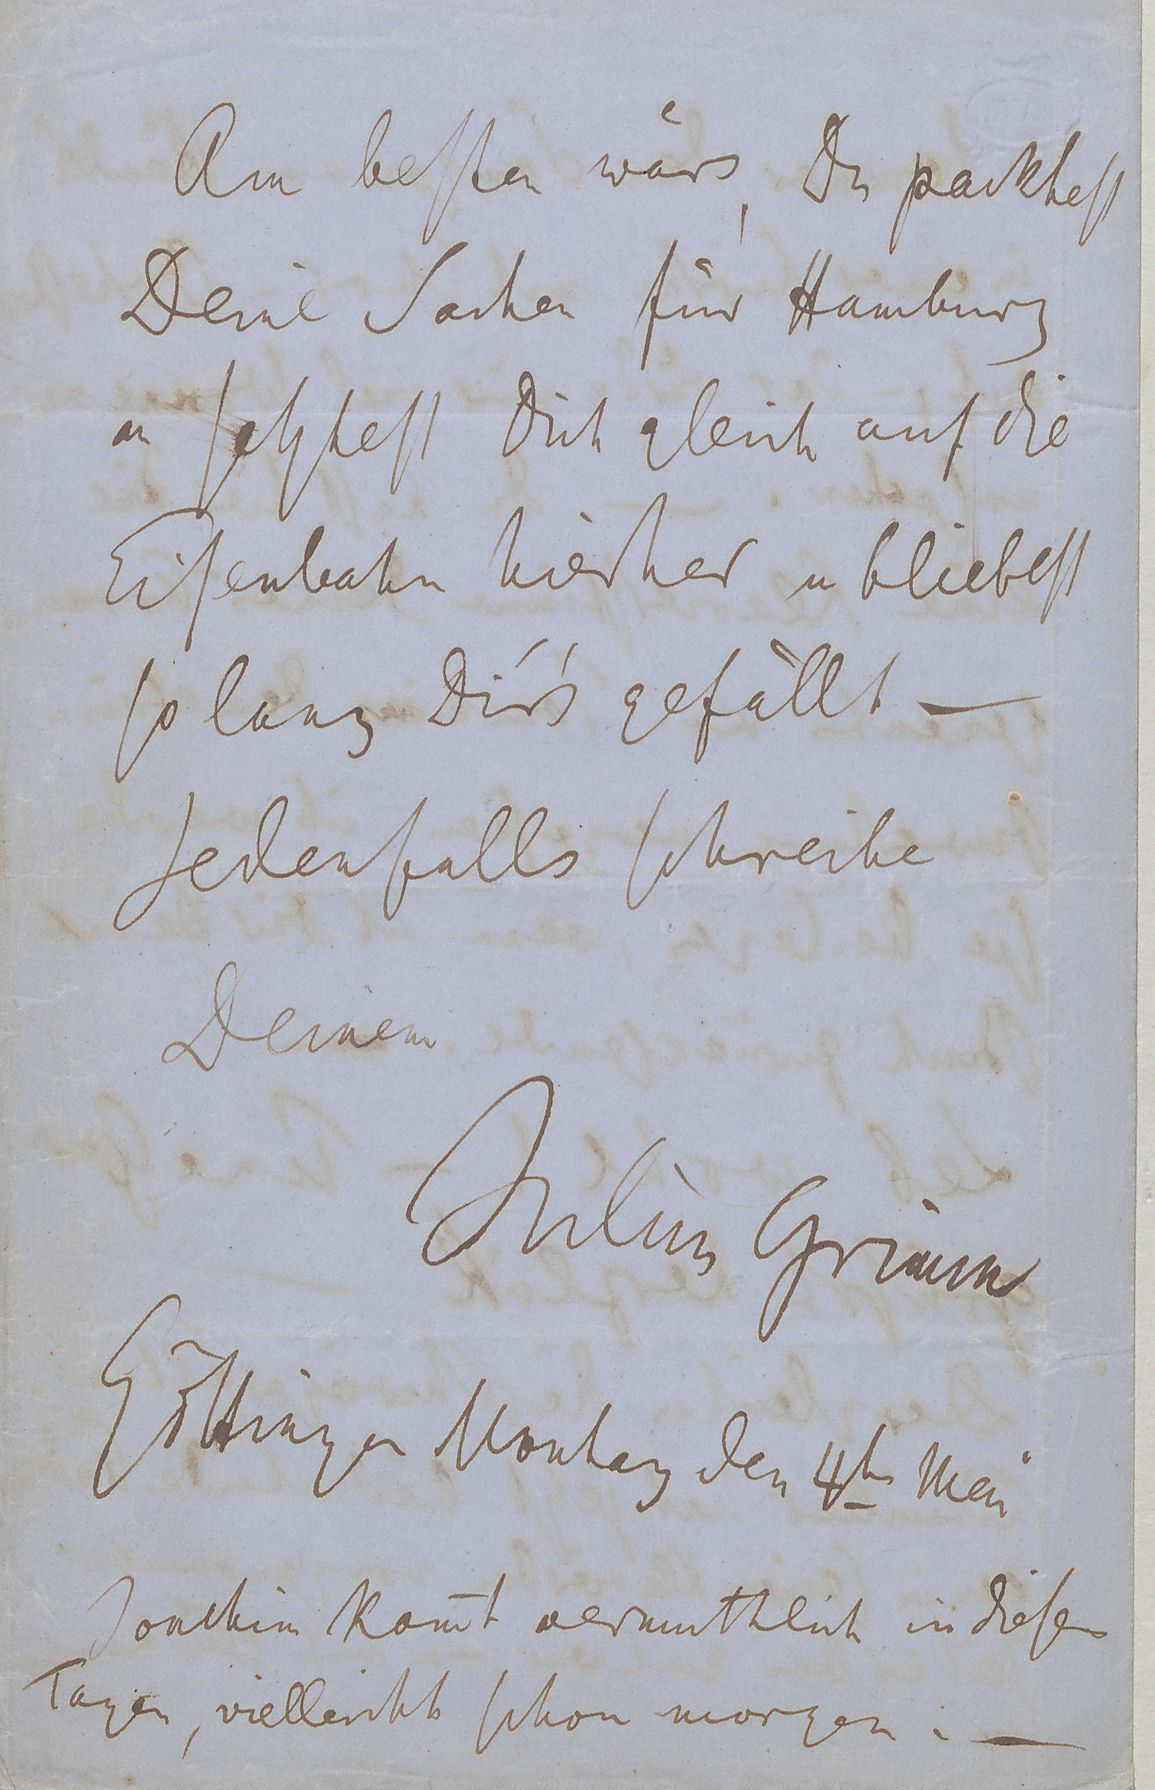 Am besten wärs, Du packtest
Deine Sachen für Hamburg
u setztest Dich gleich auf die
Eisenbahn hierher u bliebest
so lang Dir's gefällt —
Jedenfalls schreibe
Deinem
Julius Grimm
Göttingen Montag den 4ten Mai
Joachim kom̅t vermuthlich in diesen
Tagen, vielleicht schon morgen. —